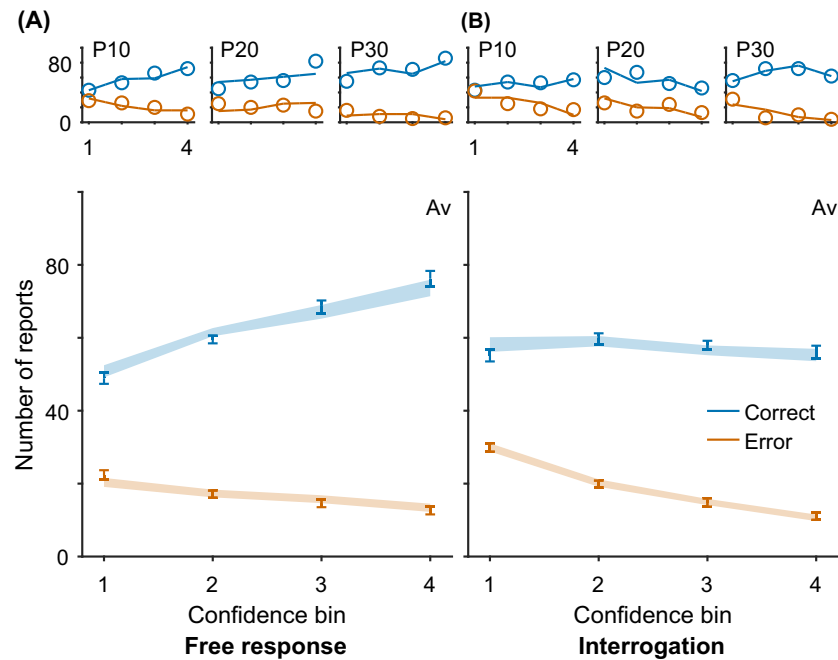 (A)
(B)
P10
P20
P30
P10
P20
P30
80
0
1
4
1
4
Av
Av
80
40
0
Number of reports
Correct
Error
1
2
3
4
1
2
3
4
Confidence bin
Confidence bin
Free response
Interrogation